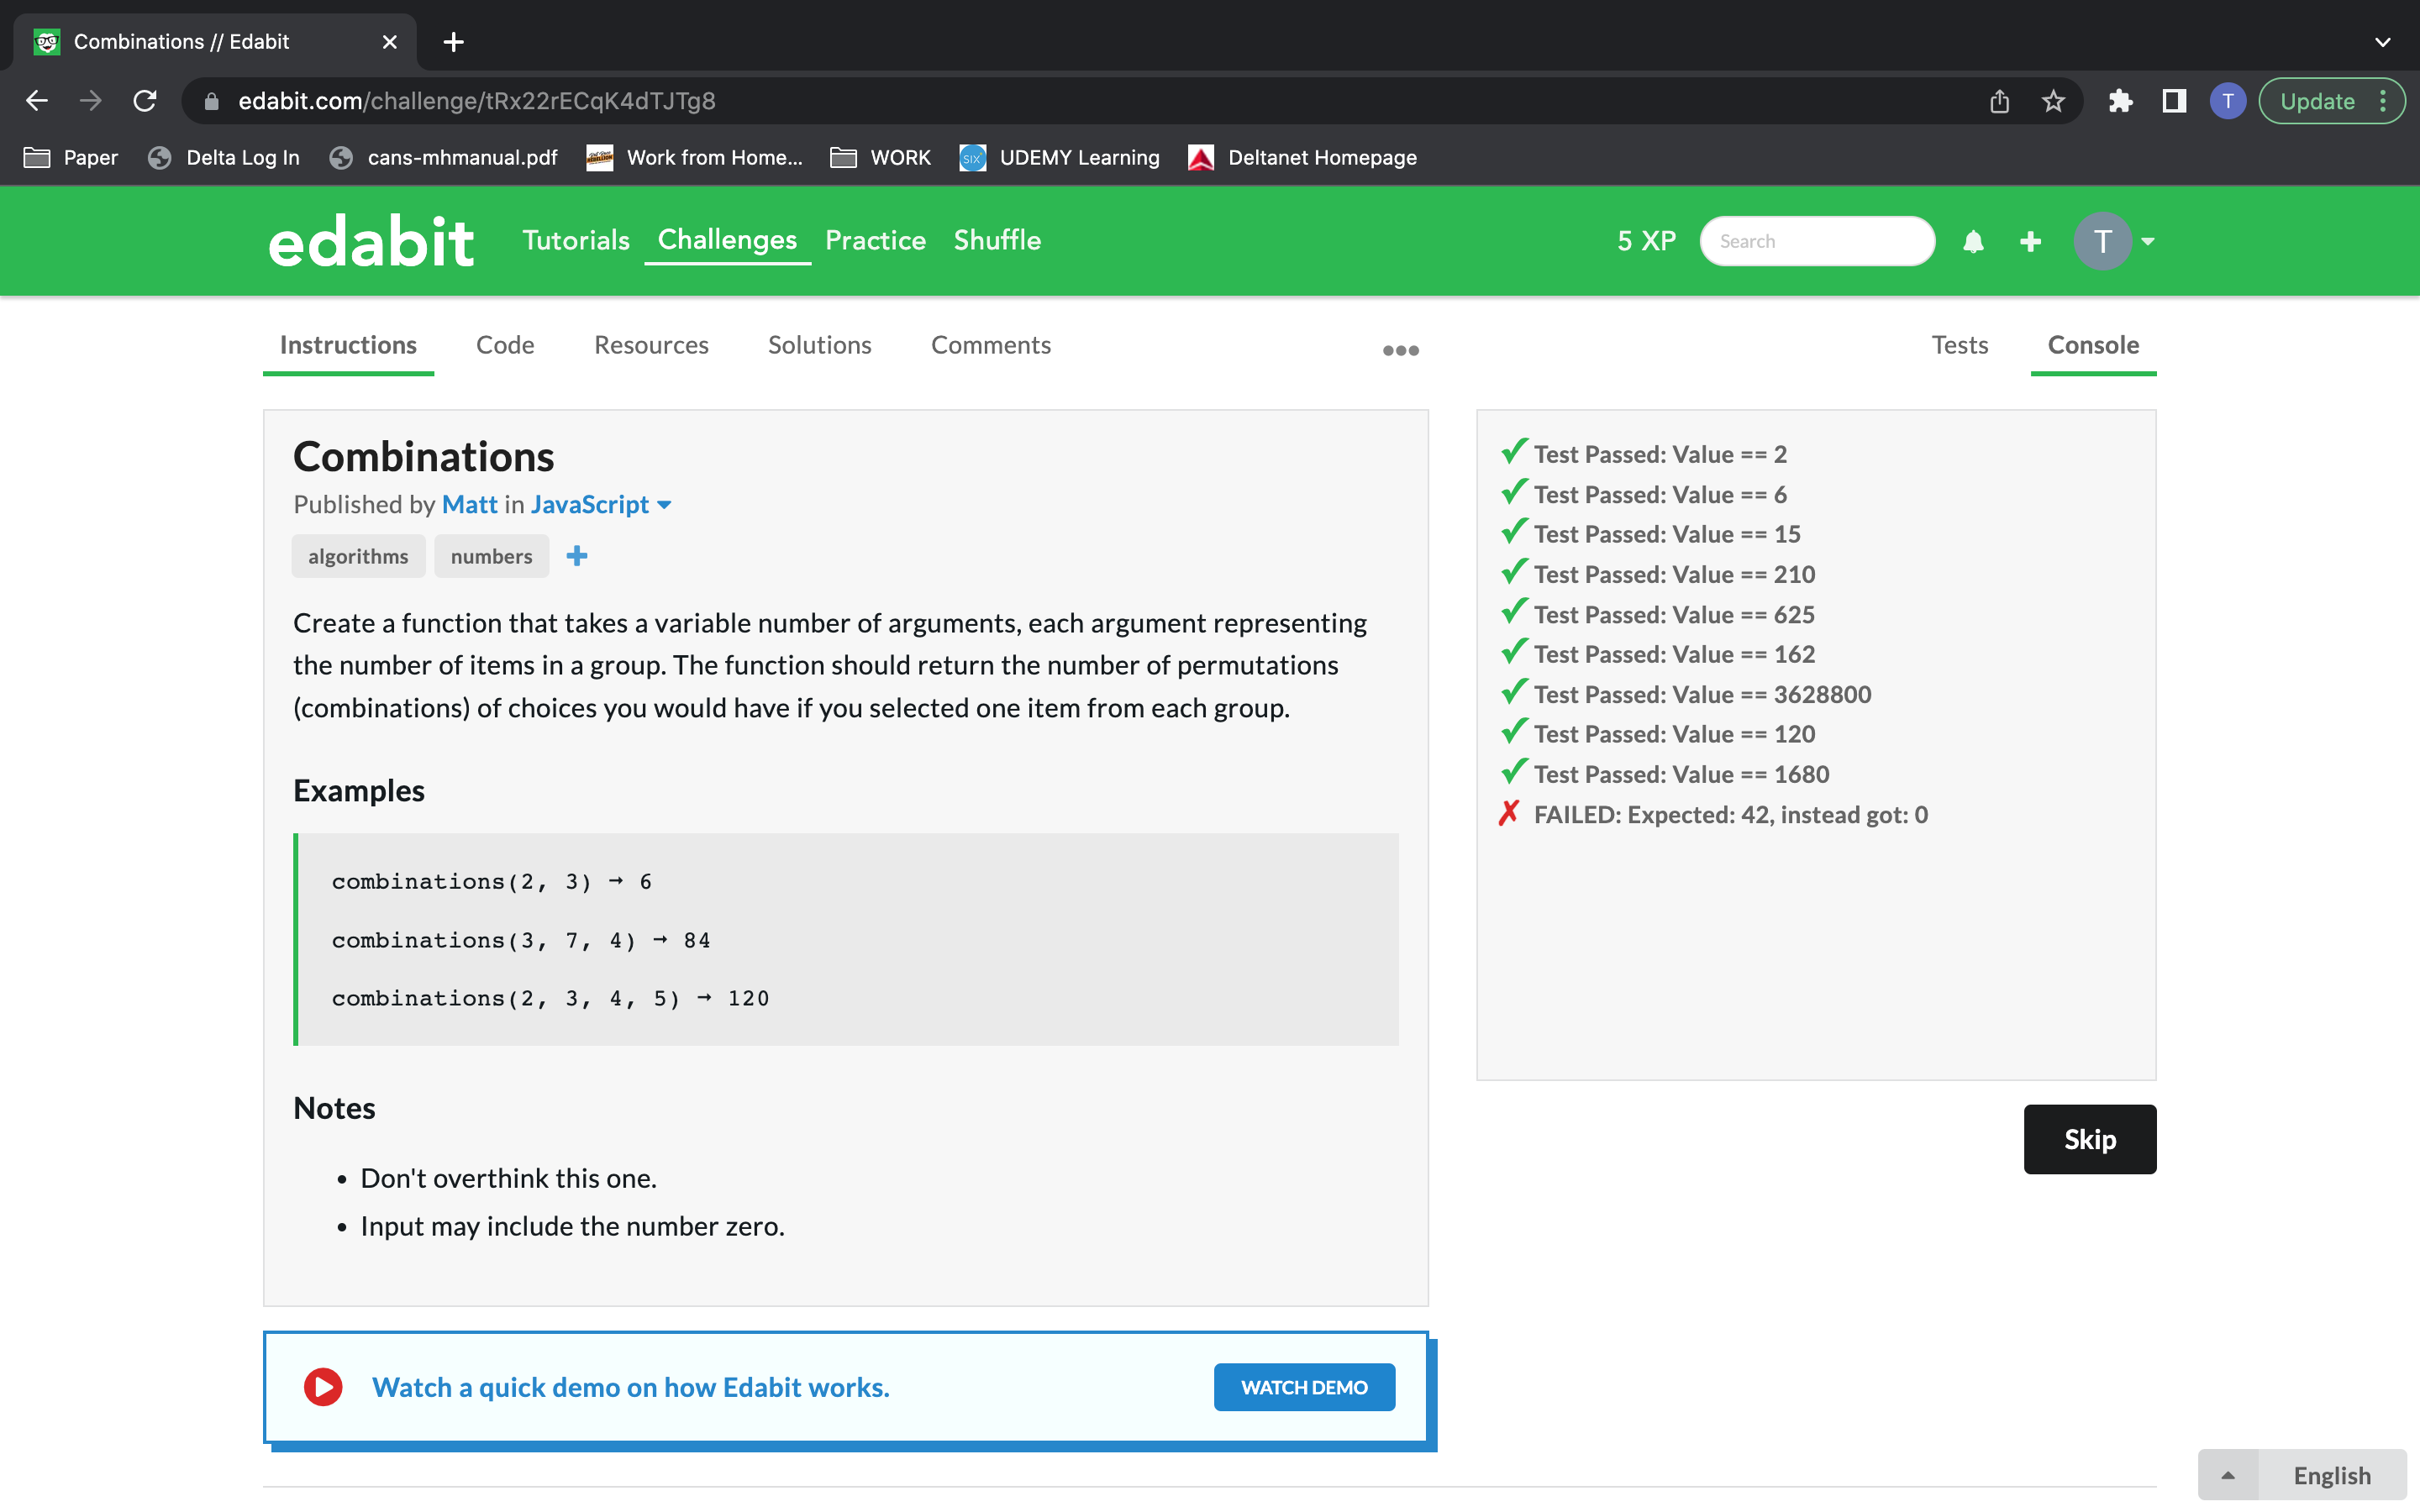 Combinations // Edabit
edabit.com/challenge/tRx22rECqK4dTJTg8
Update
T
Paper
Delta Log In
cans-mhmanual.pdf
Work from Home...
WORK
UDEMY Learning
Deltanet Homepage
edabit
Tutorials
Challenges
Practice
Shuffle
5 XP
Search
T
Instructions
Code
Resources
Solutions
Comments
Tests
Console
Combinations
Published by Matt in JavaScript
algorithms
numbers
Create a function that takes a variable number of arguments, each argument representing
the number of items in a group. The function should return the number of permutations
(combinations) of choices you would have if you selected one item from each group.
Examples
combinations(2, 3) → 6
combinations(3, 7, 4) → 84
combinations(2, 3, 4, 5) → 120
Notes
• Don't overthink this one.
• Input may include the number zero.
Test Passed: Value == 2
Test Passed: Value == 6
Test Passed: Value == 15
Test Passed: Value == 210
Test Passed: Value == 625
Test Passed: Value == 162
Test Passed: Value == 3628800
Test Passed: Value == 120
Test Passed: Value == 1680
FAILED: Expected: 42, instead got: 0
Skip
Watch a quick demo on how Edabit works.
WATCH DEMO
English